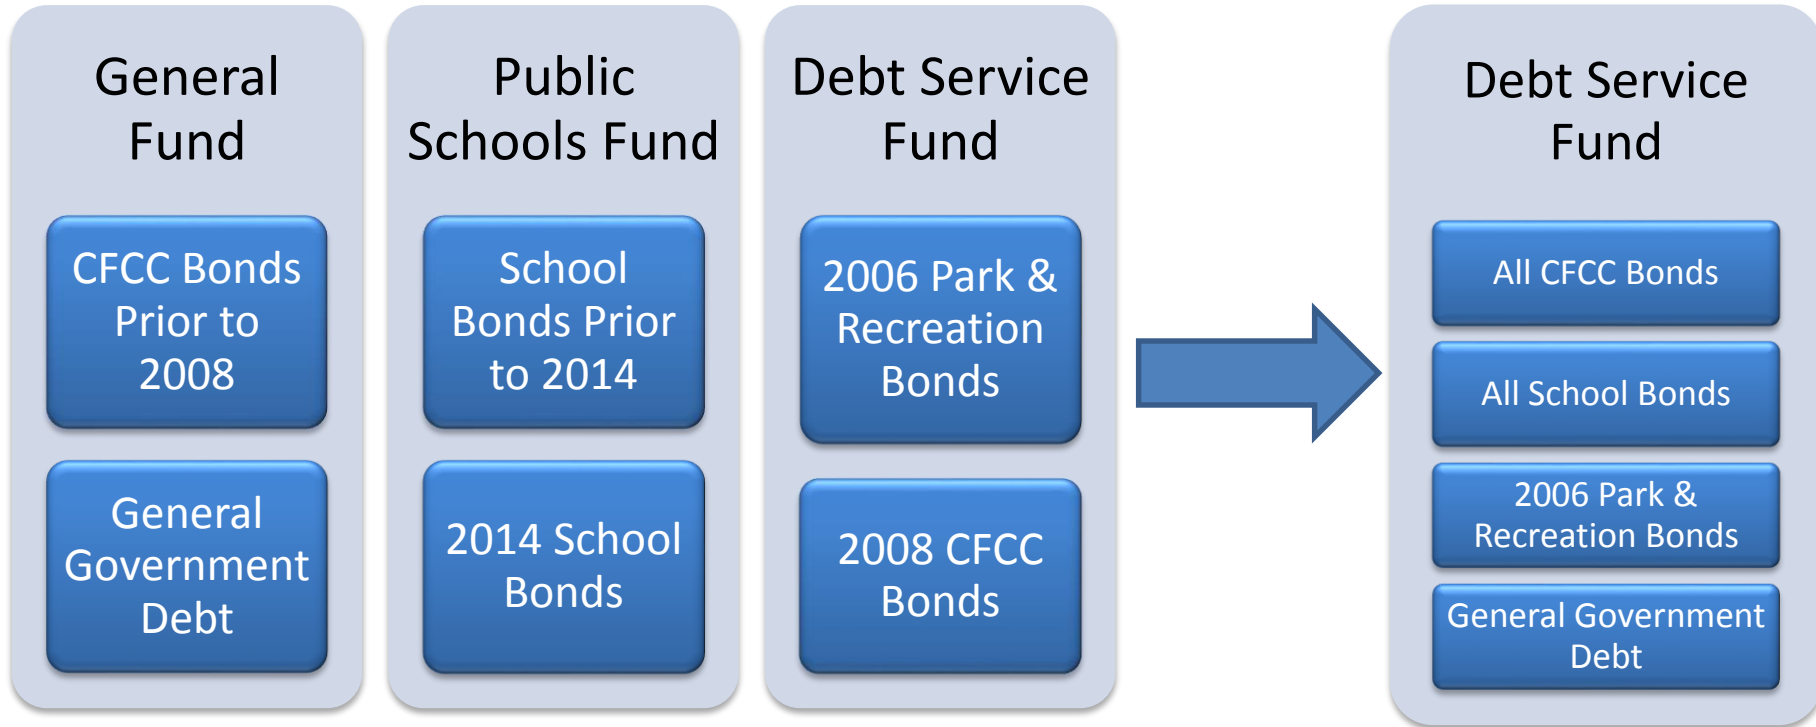 General
Fund
CFCC Bonds
Prior to
2008
General
Government
Debt
Public
Schools Fund
School
Bonds Prior
to 2014
2014 School
Bonds
Debt Service
Fund
2006 Park &
Recreation
Bonds
2008 CFCC
Bonds
Debt Service
Fund
All CFCC Bonds
All School Bonds
2006 Park &
Recreation Bonds
General Government
Debt